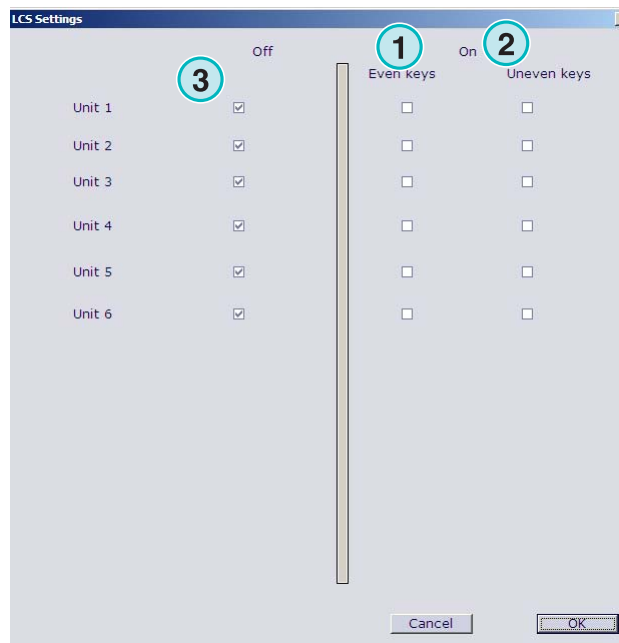 LCS Settings
Off 1 On 2
3 Even keys Uneven keys
Unit 1
Unit 2
Unit 3
Unit 4
Unit 5
Unit 6
Cancel OK